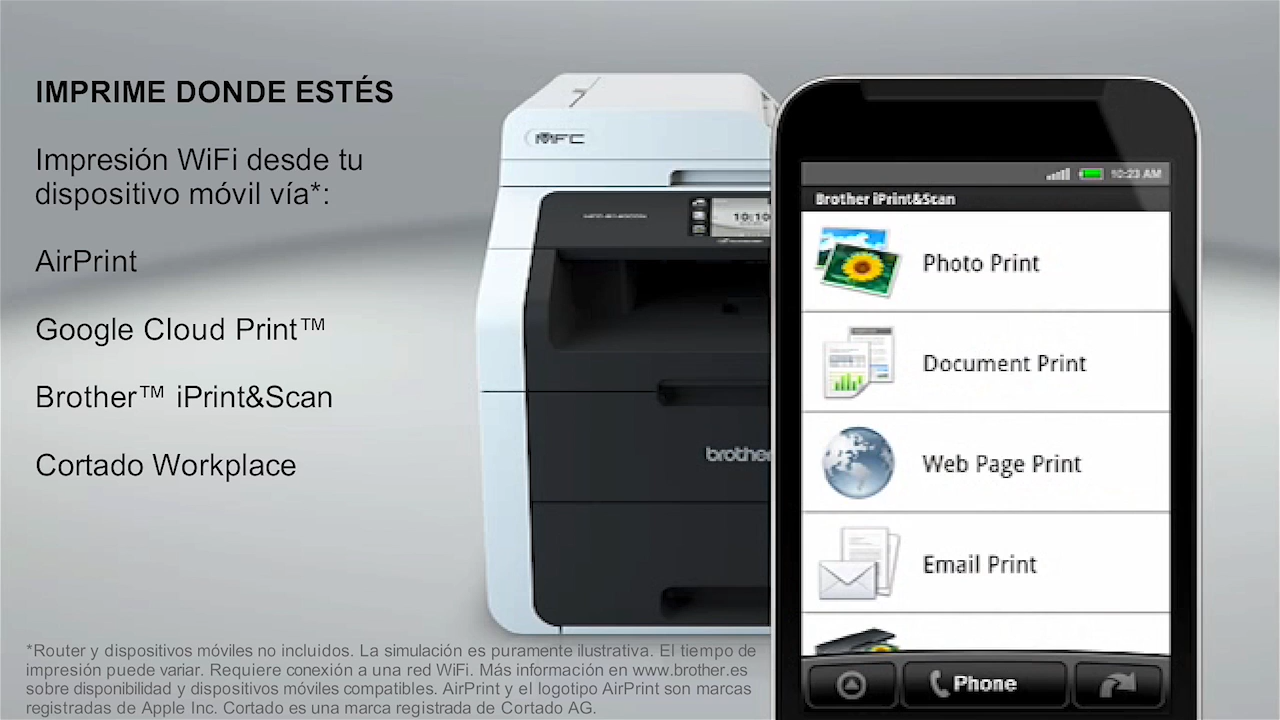 IMPRIME DONDE ESTÉS
Impresión WiFi desde tu
dispositivo móvil vía*:
AirPrint
Google Cloud Print™
Brother™ iPrint&Scan
Cortado Workplace
*Router y dispositivos móviles no incluidos. La simulación es puramente ilustrativa. El tiempo de
impresión puede variar. Requiere conexión a una red WiFi. Más información en www.brother.es
sobre disponibilidad y dispositivos móviles compatibles. AirPrint y el logotipo AirPrint son marcas
registradas de Apple Inc. Cortado es una marca registrada de Cortado AG.
MFC
10:10
brother
10:23 AM
Brother iPrint&Scan
Photo Print
Document Print
Web Page Print
Email Print
Phone